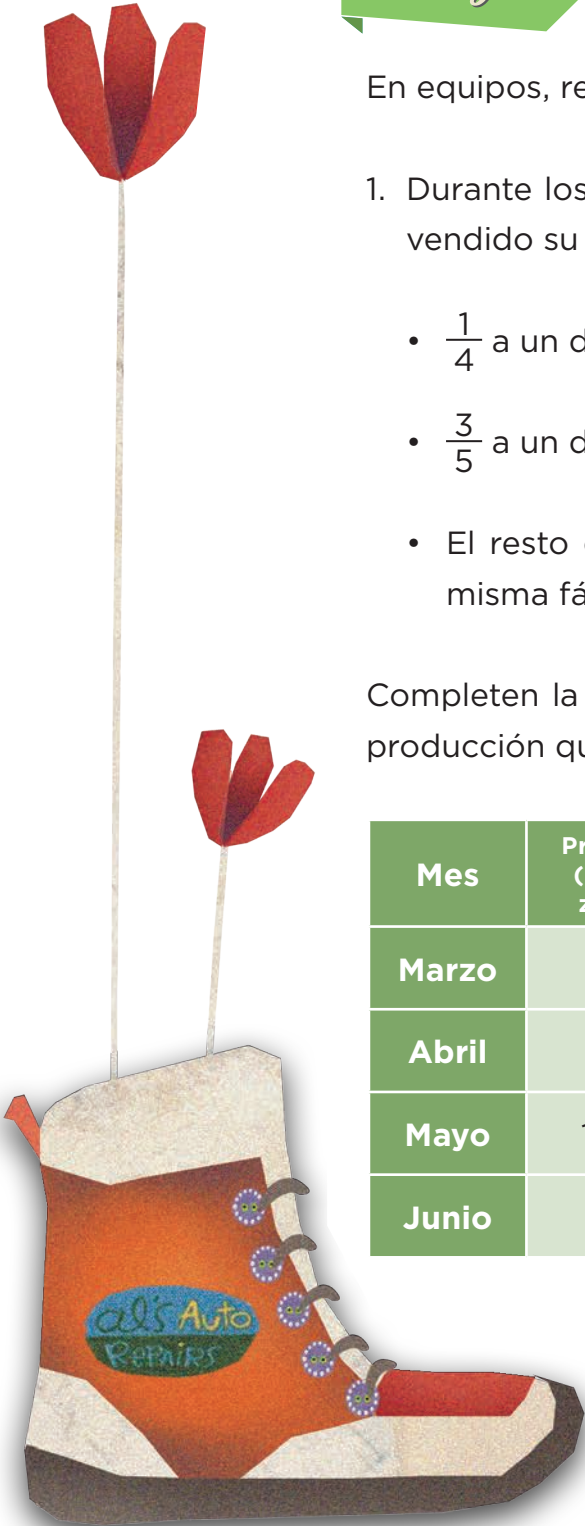 En equipos, re
1. Durante los
vendido su
• 1/4 a un d
• 3/5 a un d
• El resto
misma fá
Completen la
producción qu
Mes
Marzo
Abril
Mayo
Junio
al's Auto
Repairs